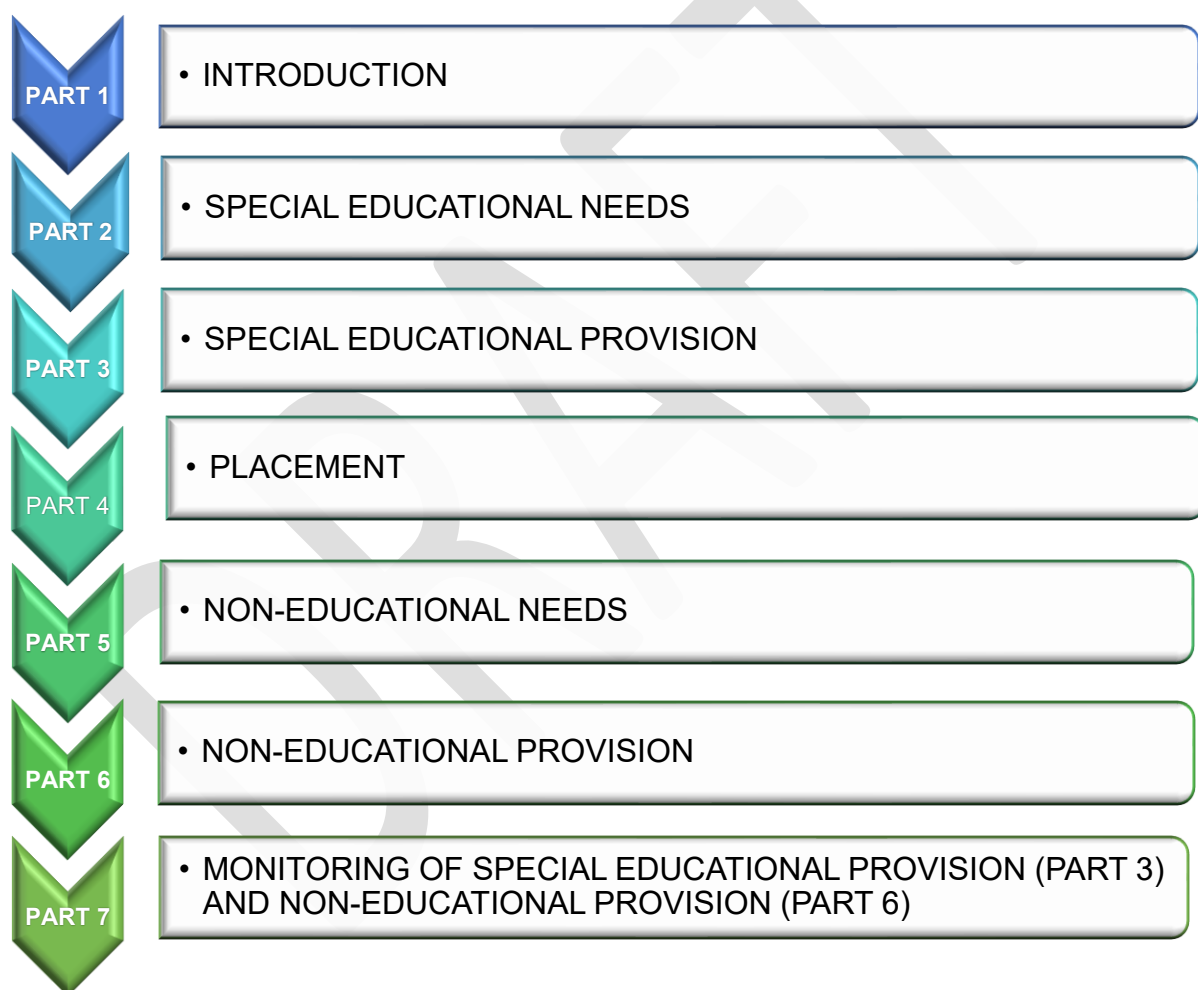 PART 1
• INTRODUCTION
PART 2
• SPECIAL EDUCATIONAL NEEDS
PART 3
• SPECIAL EDUCATIONAL PROVISION
PART 4
• PLACEMENT
PART 5
• NON-EDUCATIONAL NEEDS
PART 6
• NON-EDUCATIONAL PROVISION
PART 7
• MONITORING OF SPECIAL EDUCATIONAL PROVISION (PART 3)
AND NON-EDUCATIONAL PROVISION (PART 6)
DRAFT